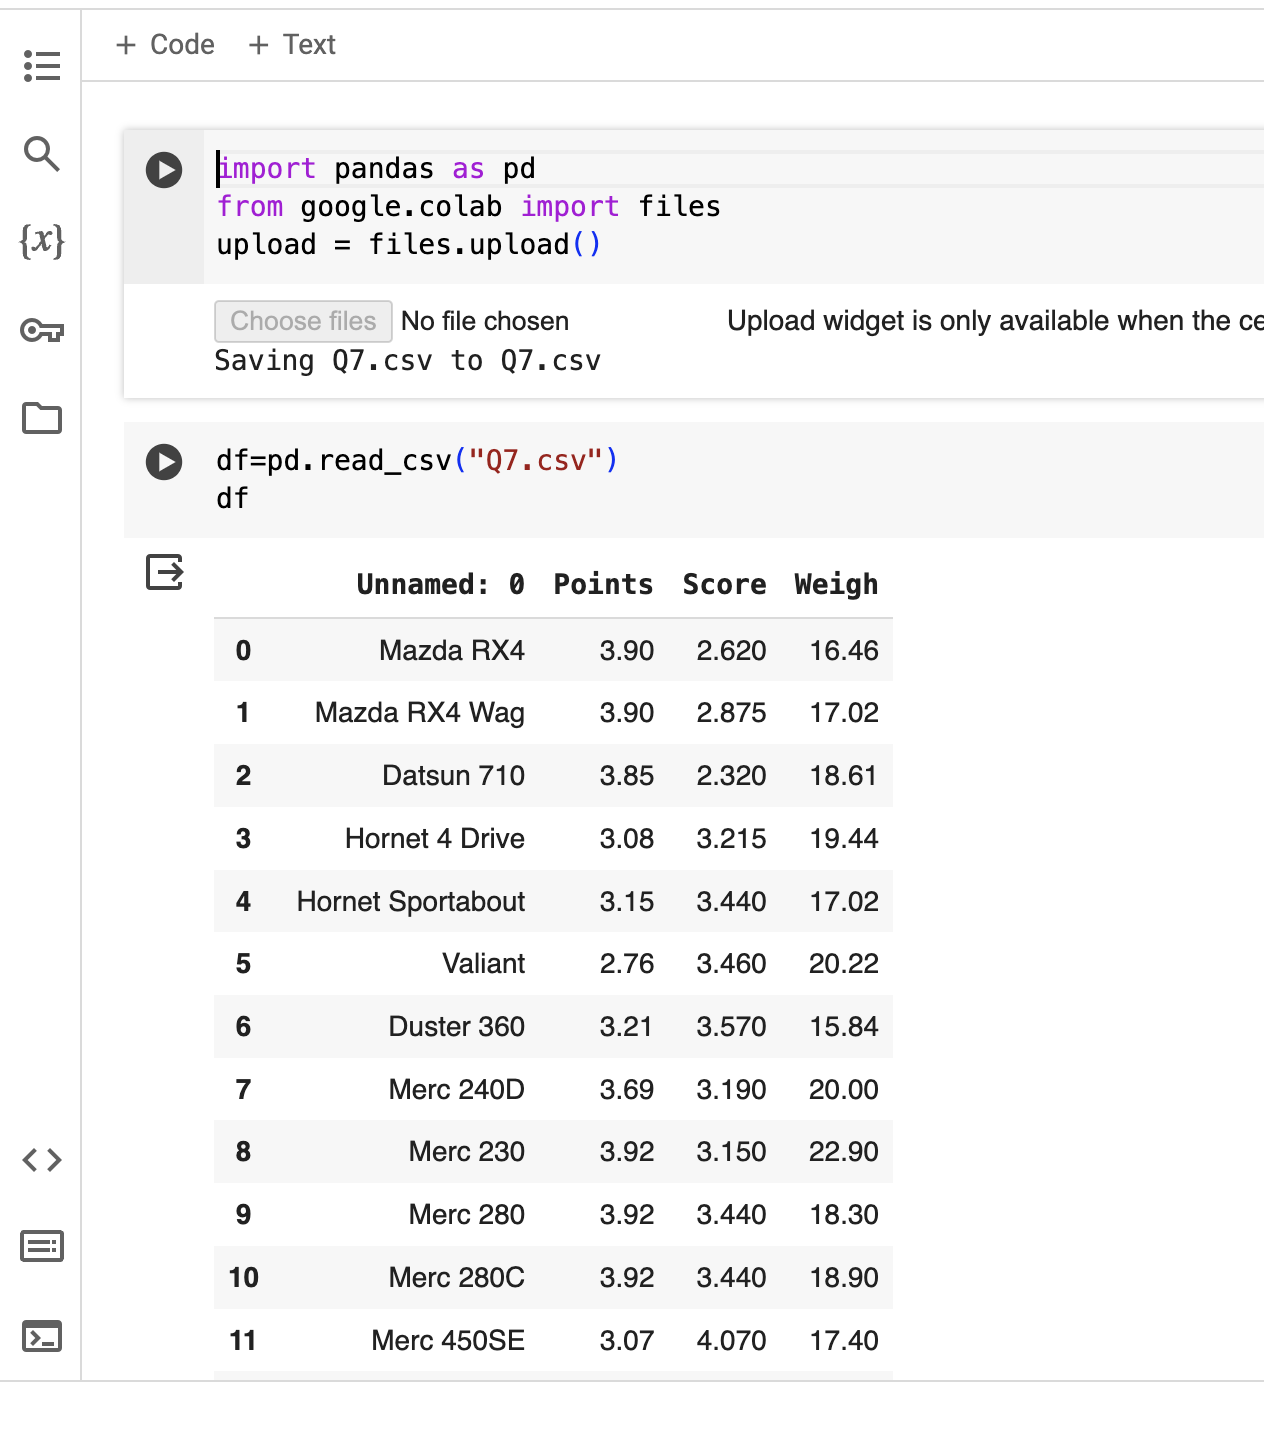 + Code + Text
import pandas as pd
from google.colab import files
upload = files.upload()
Choose files No file chosen Upload widget is only available when the ce
Saving Q7.csv to Q7.csv
{x}
df=pd.read_csv("Q7.csv")
df
Unnamed: 0 Points Score Weigh
0 Mazda RX4 3.90 2.620 16.46
1 Mazda RX4 Wag 3.90 2.875 17.02
2 Datsun 710 3.85 2.320 18.61
3 Hornet 4 Drive 3.08 3.215 19.44
4 Hornet Sportabout 3.15 3.440 17.02
5 Valiant 2.76 3.460 20.22
6 Duster 360 3.21 3.570 15.84
7 Merc 240D 3.69 3.190 20.00
8 Merc 230 3.92 3.150 22.90
9 Merc 280 3.92 3.440 18.30
10 Merc 280C 3.92 3.440 18.90
11 Merc 450SE 3.07 4.070 17.40